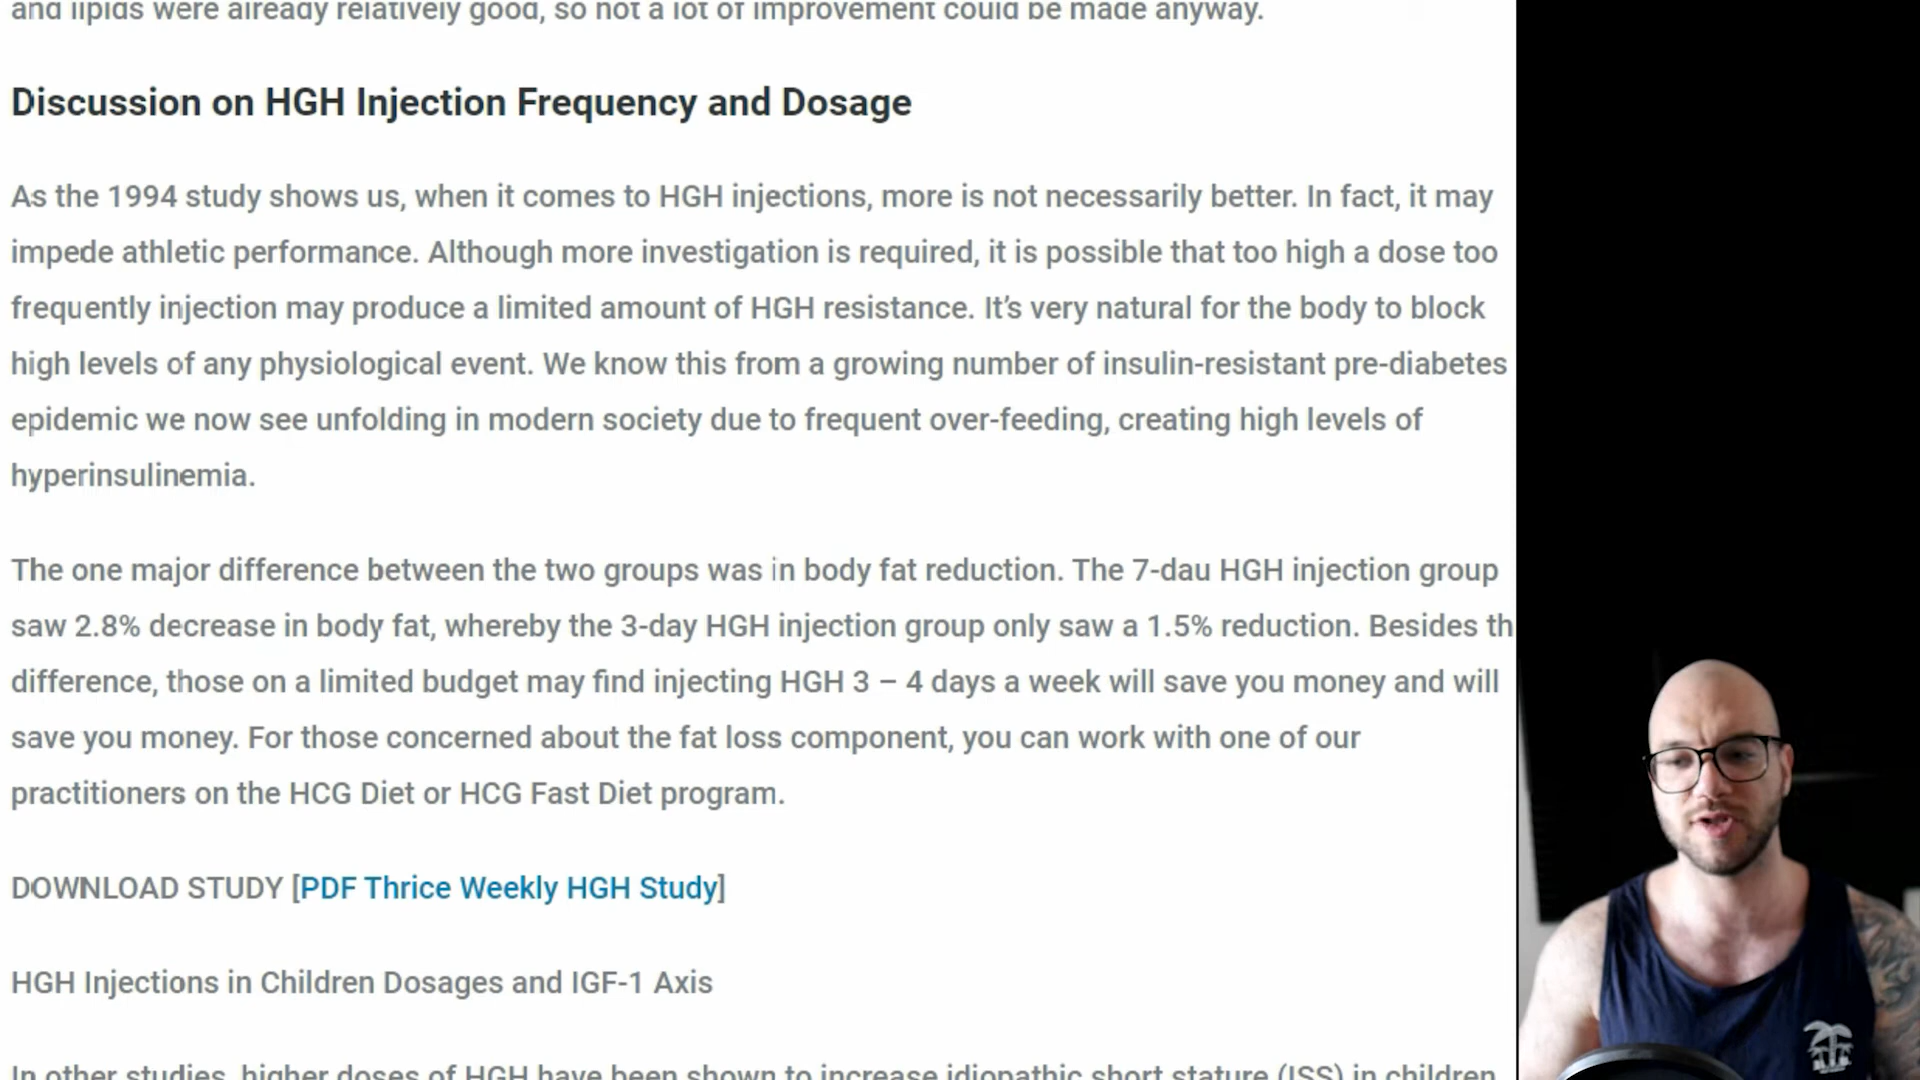 and lipids were already relatively good, so not a lot of improvement could be made anyway.
Discussion on HGH Injection Frequency and Dosage
As the 1994 study shows us, when it comes to HGH injections, more is not necessarily better. In fact, it may
impede athletic performance. Although more investigation is required, it is possible that too high a dose too
frequently injection may produce a limited amount of HGH resistance. It’s very natural for the body to block
high levels of any physiological event. We know this from a growing number of insulin-resistant pre-diabetes
epidemic we now see unfolding in modern society due to frequent over-feeding, creating high levels of
hyperinsulinemia.
The one major difference between the two groups was in body fat reduction. The 7-dau HGH injection group
saw 2.8% decrease in body fat, whereby the 3-day HGH injection group only saw a 1.5% reduction. Besides th
difference, those on a limited budget may find injecting HGH 3 – 4 days a week will save you money and will
save you money. For those concerned about the fat loss component, you can work with one of our
practitioners on the HCG Diet or HCG Fast Diet program.
DOWNLOAD STUDY [PDF Thrice Weekly HGH Study]
HGH Injections in Children Dosages and IGF-1 Axis
In other studies, higher doses of HGH have been shown to increase idiopathic short stature (ISS) in children